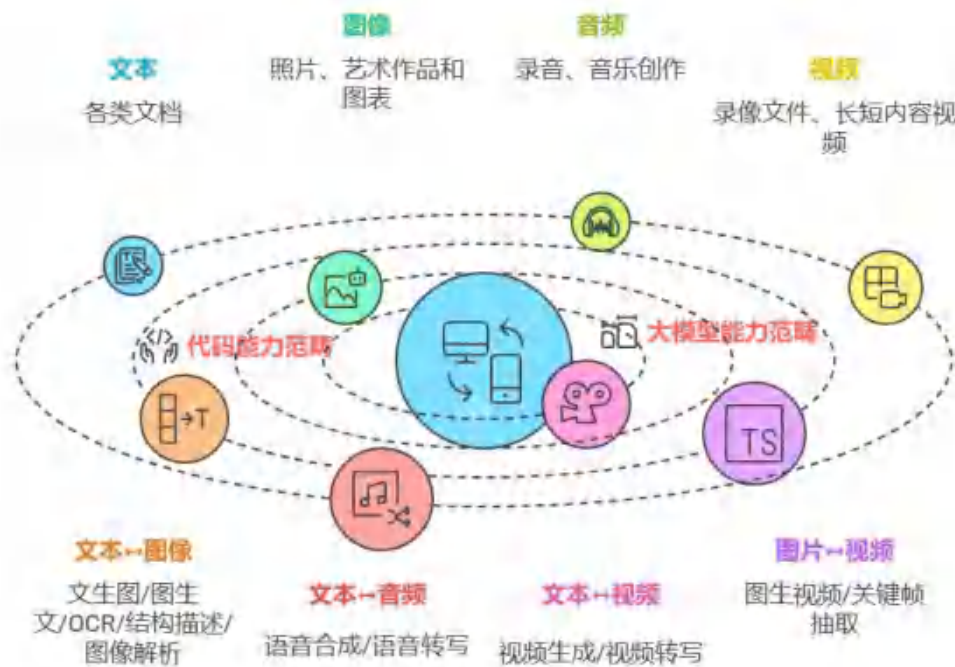 图像
音频
文本
照片、艺术作品和
图表
录音、音乐创作
视频
各类文档
录像文件、长短内容视
频
代码能力范畴
大模型能力范畴
T
TS
文本↔图像
文生图/图生
文/OCR/结构描述/
图像解析
文本↔音频
语音合成/语音转写
文本↔视频
视频生成/视频转写
图片↔视频
图生视频/关键帧
抽取